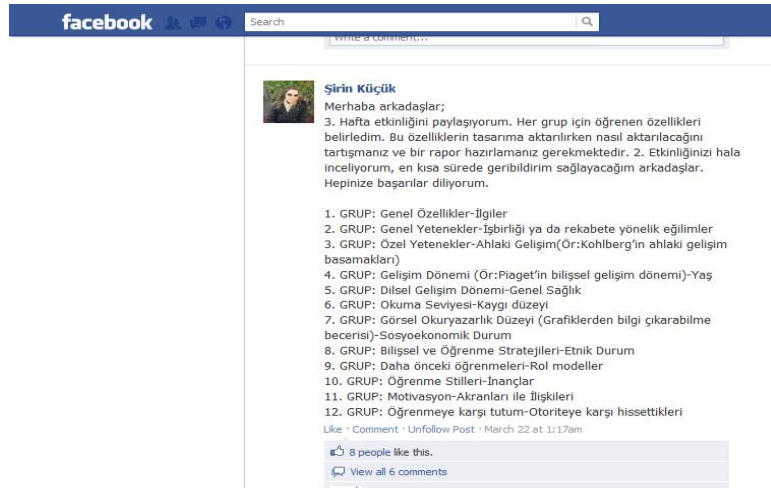 facebook
Search
Write a comment...
Şirin Küçük
Merhaba arkadaşlar;
3. Hafta etkinliğini paylaşıyorum. Her grup için öğrenen özellikleri
belirledim. Bu özelliklerin tasarıma aktarılırken nasıl aktarılacağını
tartışmanız ve bir rapor hazırlamanız gerekmektedir. 2. Etkinliğinizi hala
inceliyorum, en kısa sürede geribildirim sağlayacağım arkadaşlar.
Hepinize başarılar diliyorum.
1. GRUP: Genel Özellikler-İlgiler
2. GRUP: Genel Yetenekler-İşbirliği ya da rekabete yönelik eğilimler
3. GRUP: Özel Yetenekler-Ahlaki Gelişim(Ör:Kohlberg'in ahlaki gelişim
basamakları)
4. GRUP: Gelişim Dönemi (Ör:Piaget'in bilişsel gelişim dönemi)-Yaş
5. GRUP: Dilsel Gelişim Dönemi-Genel Sağlık
6. GRUP: Okuma Seviyesi-Kaygı düzeyi
7. GRUP: Görsel Okuryazarlık Düzeyi (Grafiklerden bilgi çıkarabilme
becerisi)-Sosyoekonomik Durum
8. GRUP: Bilişsel ve Öğrenme Stratejileri-Etnik Durum
9. GRUP: Daha önceki öğrenmeleri-Rol modeller
10. GRUP: Öğrenme Stilleri-İnançlar
11. GRUP: Motivasyon-Akranları ile İlişkileri
12. GRUP: Öğrenmeye karşı tutum-Otoriteye karşı hissettikleri
Like · Comment · Unfollow Post · March 22 at 1:17am
8 people like this.
View all 6 comments